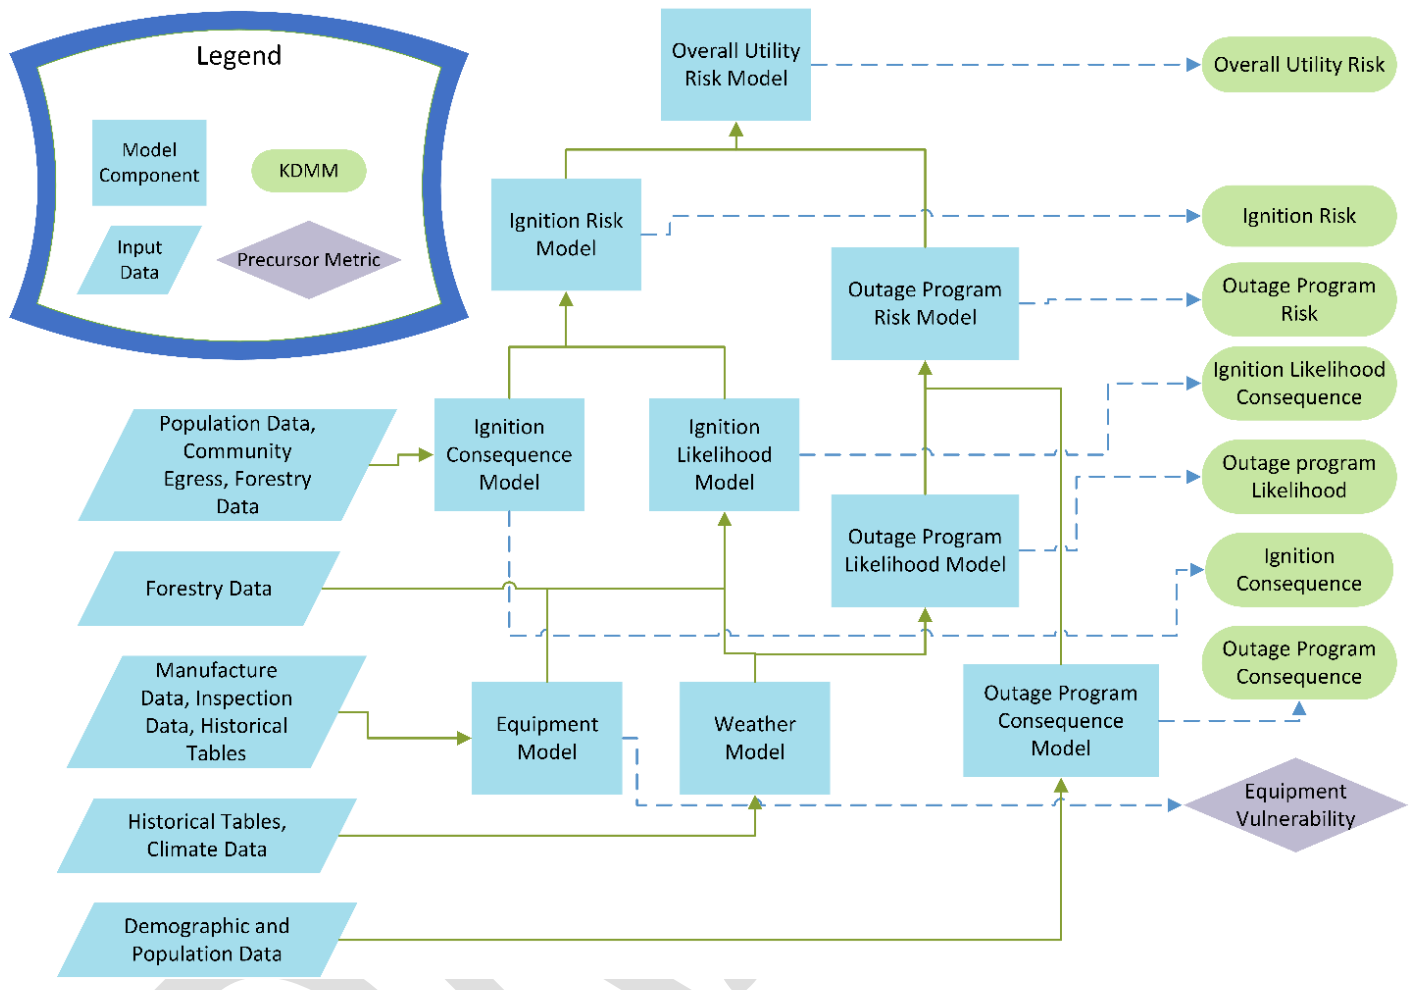 Legend
Model
Component
KDMM
Input
Data
Precursor Metric
Overall Utility
Risk Model
Overall Utility Risk
Ignition Risk
Model
Ignition Risk
Outage Program
Risk Model
Outage Program
Risk
Ignition Likelihood
Consequence
Population Data,
Community
Egress, Forestry
Data
Ignition
Consequence
Model
Ignition
Likelihood
Model
Outage program
Likelihood
Outage Program
Likelihood Model
Forestry Data
Ignition
Consequence
Outage Program
Consequence
Manufacture
Data, Inspection
Data, Historical
Tables
Equipment
Model
Weather
Model
Outage Program
Consequence
Model
Equipment
Vulnerability
Historical Tables,
Climate Data
Demographic and
Population Data